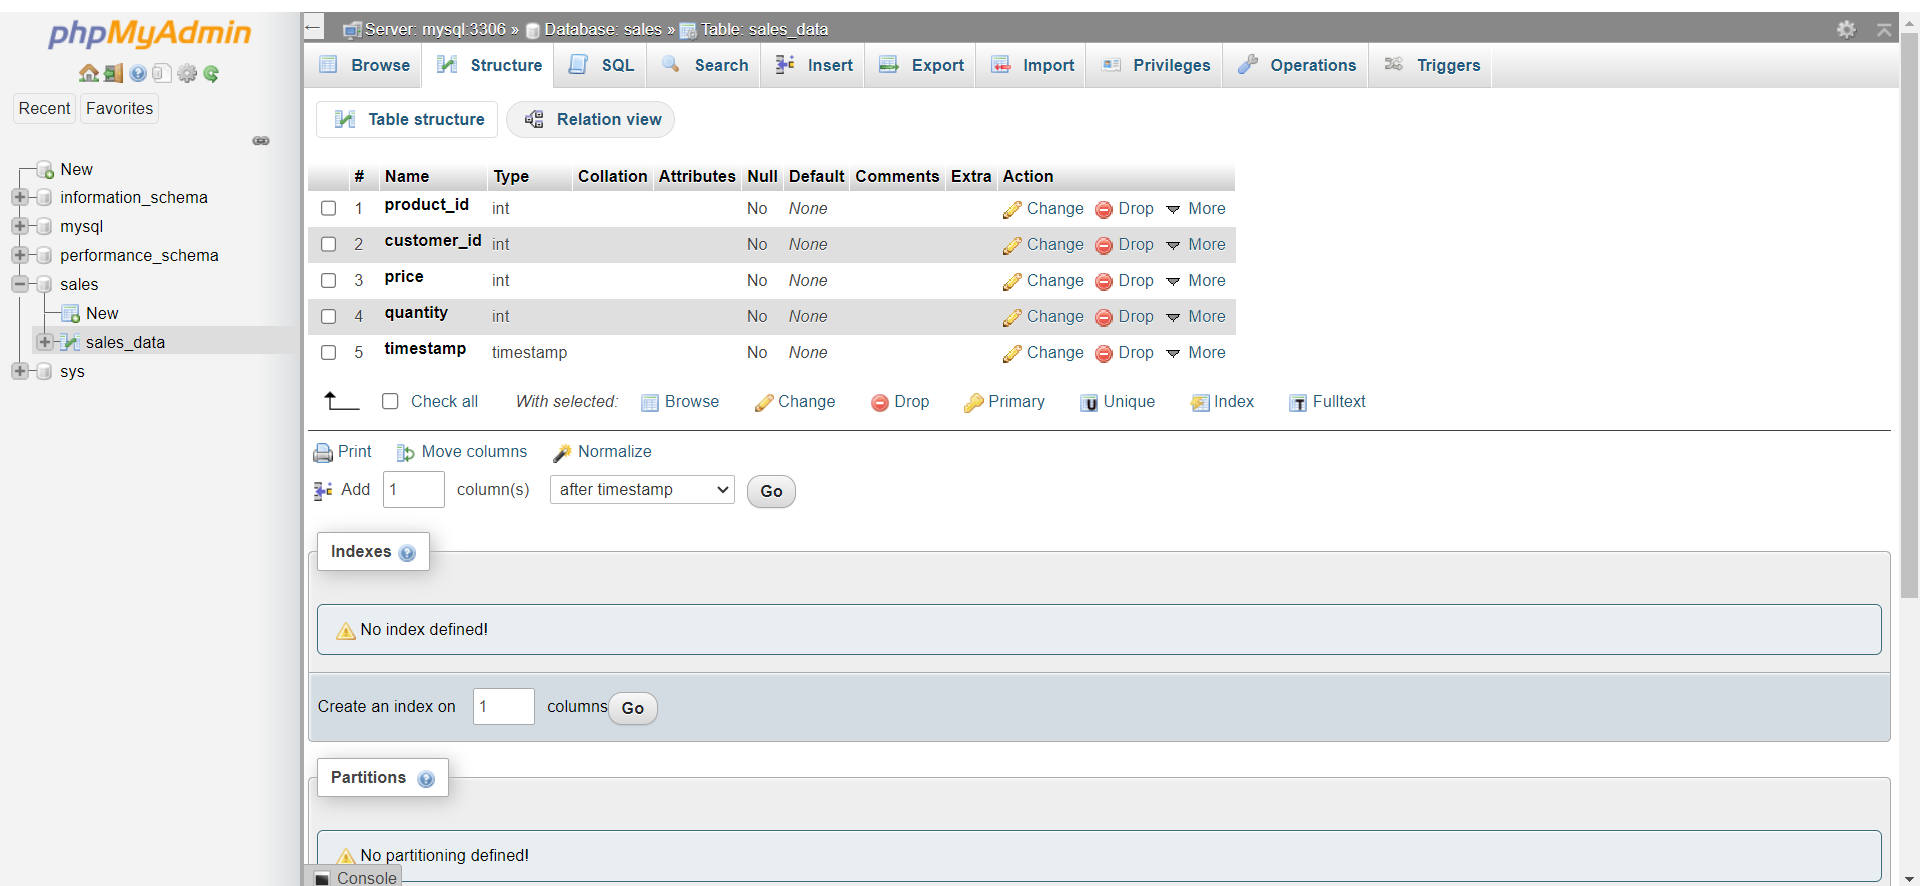 phpMyAdmin
Recent Favorites
New
information_schema
mysql
performance_schema
sales
New
sales_data
sys
Server: mysql:3306 » Database: sales » Table: sales_data
Browse Structure SQL Search Insert Export Import Privileges Operations Triggers
Table structure Relation view
# Name Type Collation Attributes Null Default Comments Extra Action
1 product_id int No None Change Drop More
2 customer_id int No None Change Drop More
3 price int No None Change Drop More
4 quantity int No None Change Drop More
5 timestamp timestamp No None Change Drop More
Check all With selected: Browse Change Drop Primary Unique Index Fulltext
Print Move columns Normalize
Add 1 column(s) after timestamp Go
Indexes
No index defined!
Create an index on 1 columns Go
Partitions
No partitioning defined!
Console